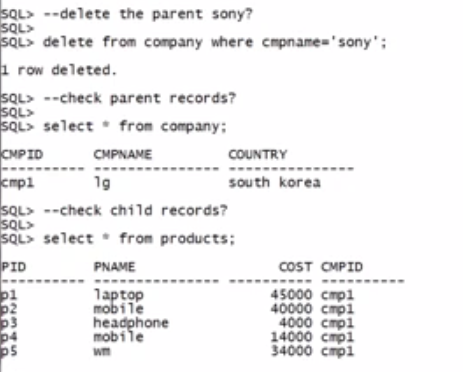 SQL> --delete the parent sony?
SQL>
SQL> delete from company where cmpname='sony';
1 row deleted.
SQL> --check parent records?
SQL>
SQL> select * from company;
CMPID CMPNAME COUNTRY
---------- --------------- ---------------
cmp1 lg south korea
SQL> --check child records?
SQL>
SQL> select * from products;
PID PNAME COST CMPID
---------- --------------- ---------- ----------
p1 laptop 45000 cmp1
p2 mobile 40000 cmp1
p3 headphone 4000 cmp1
p4 mobile 14000 cmp1
p5 wm 34000 cmp1